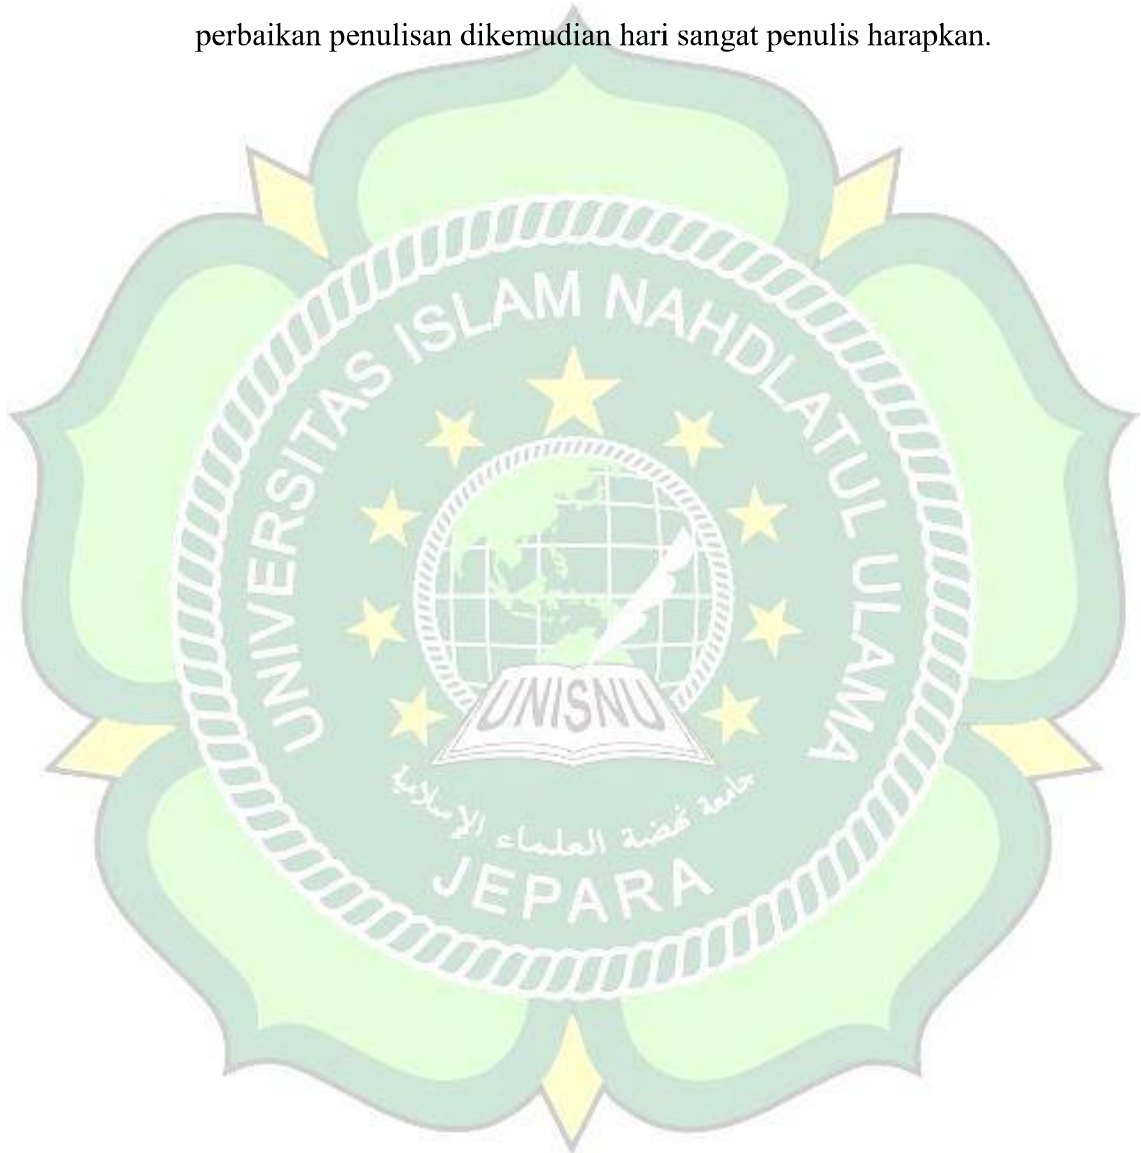 perbaikan penulisan dikemudian hari sangat penulis harapkan.
UNIVERSITAS ISLAM NAHDLATUL ULAMA
UNISNU
جامعة نهضة العلماء الإسلامية
JEPARA